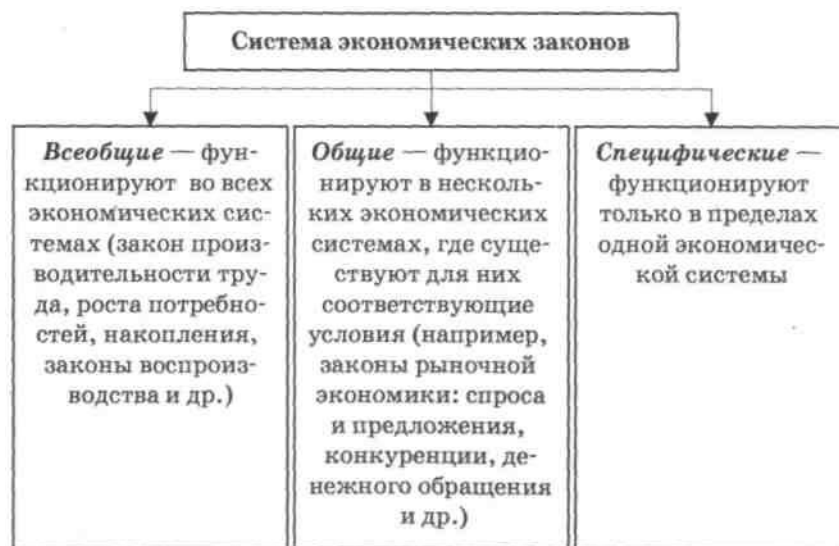 Система экономических законов
Всеобщие — фун-
кционируют во всех
экономических сис-
темах (закон произ-
водительности тру-
да, роста потребно-
стей, накопления,
законы воспроиз-
водства и др.)
Общие — функцио-
нируют в несколь-
ких экономических
системах, где суще-
ствуют для них
соответствующие
условия (например,
законы рыночной
экономики: спроса
и предложения,
конкуренции, де-
нежного обращения
и др.)
Специфические —
функционируют
только в пределах
одной экономичес-
кой системы